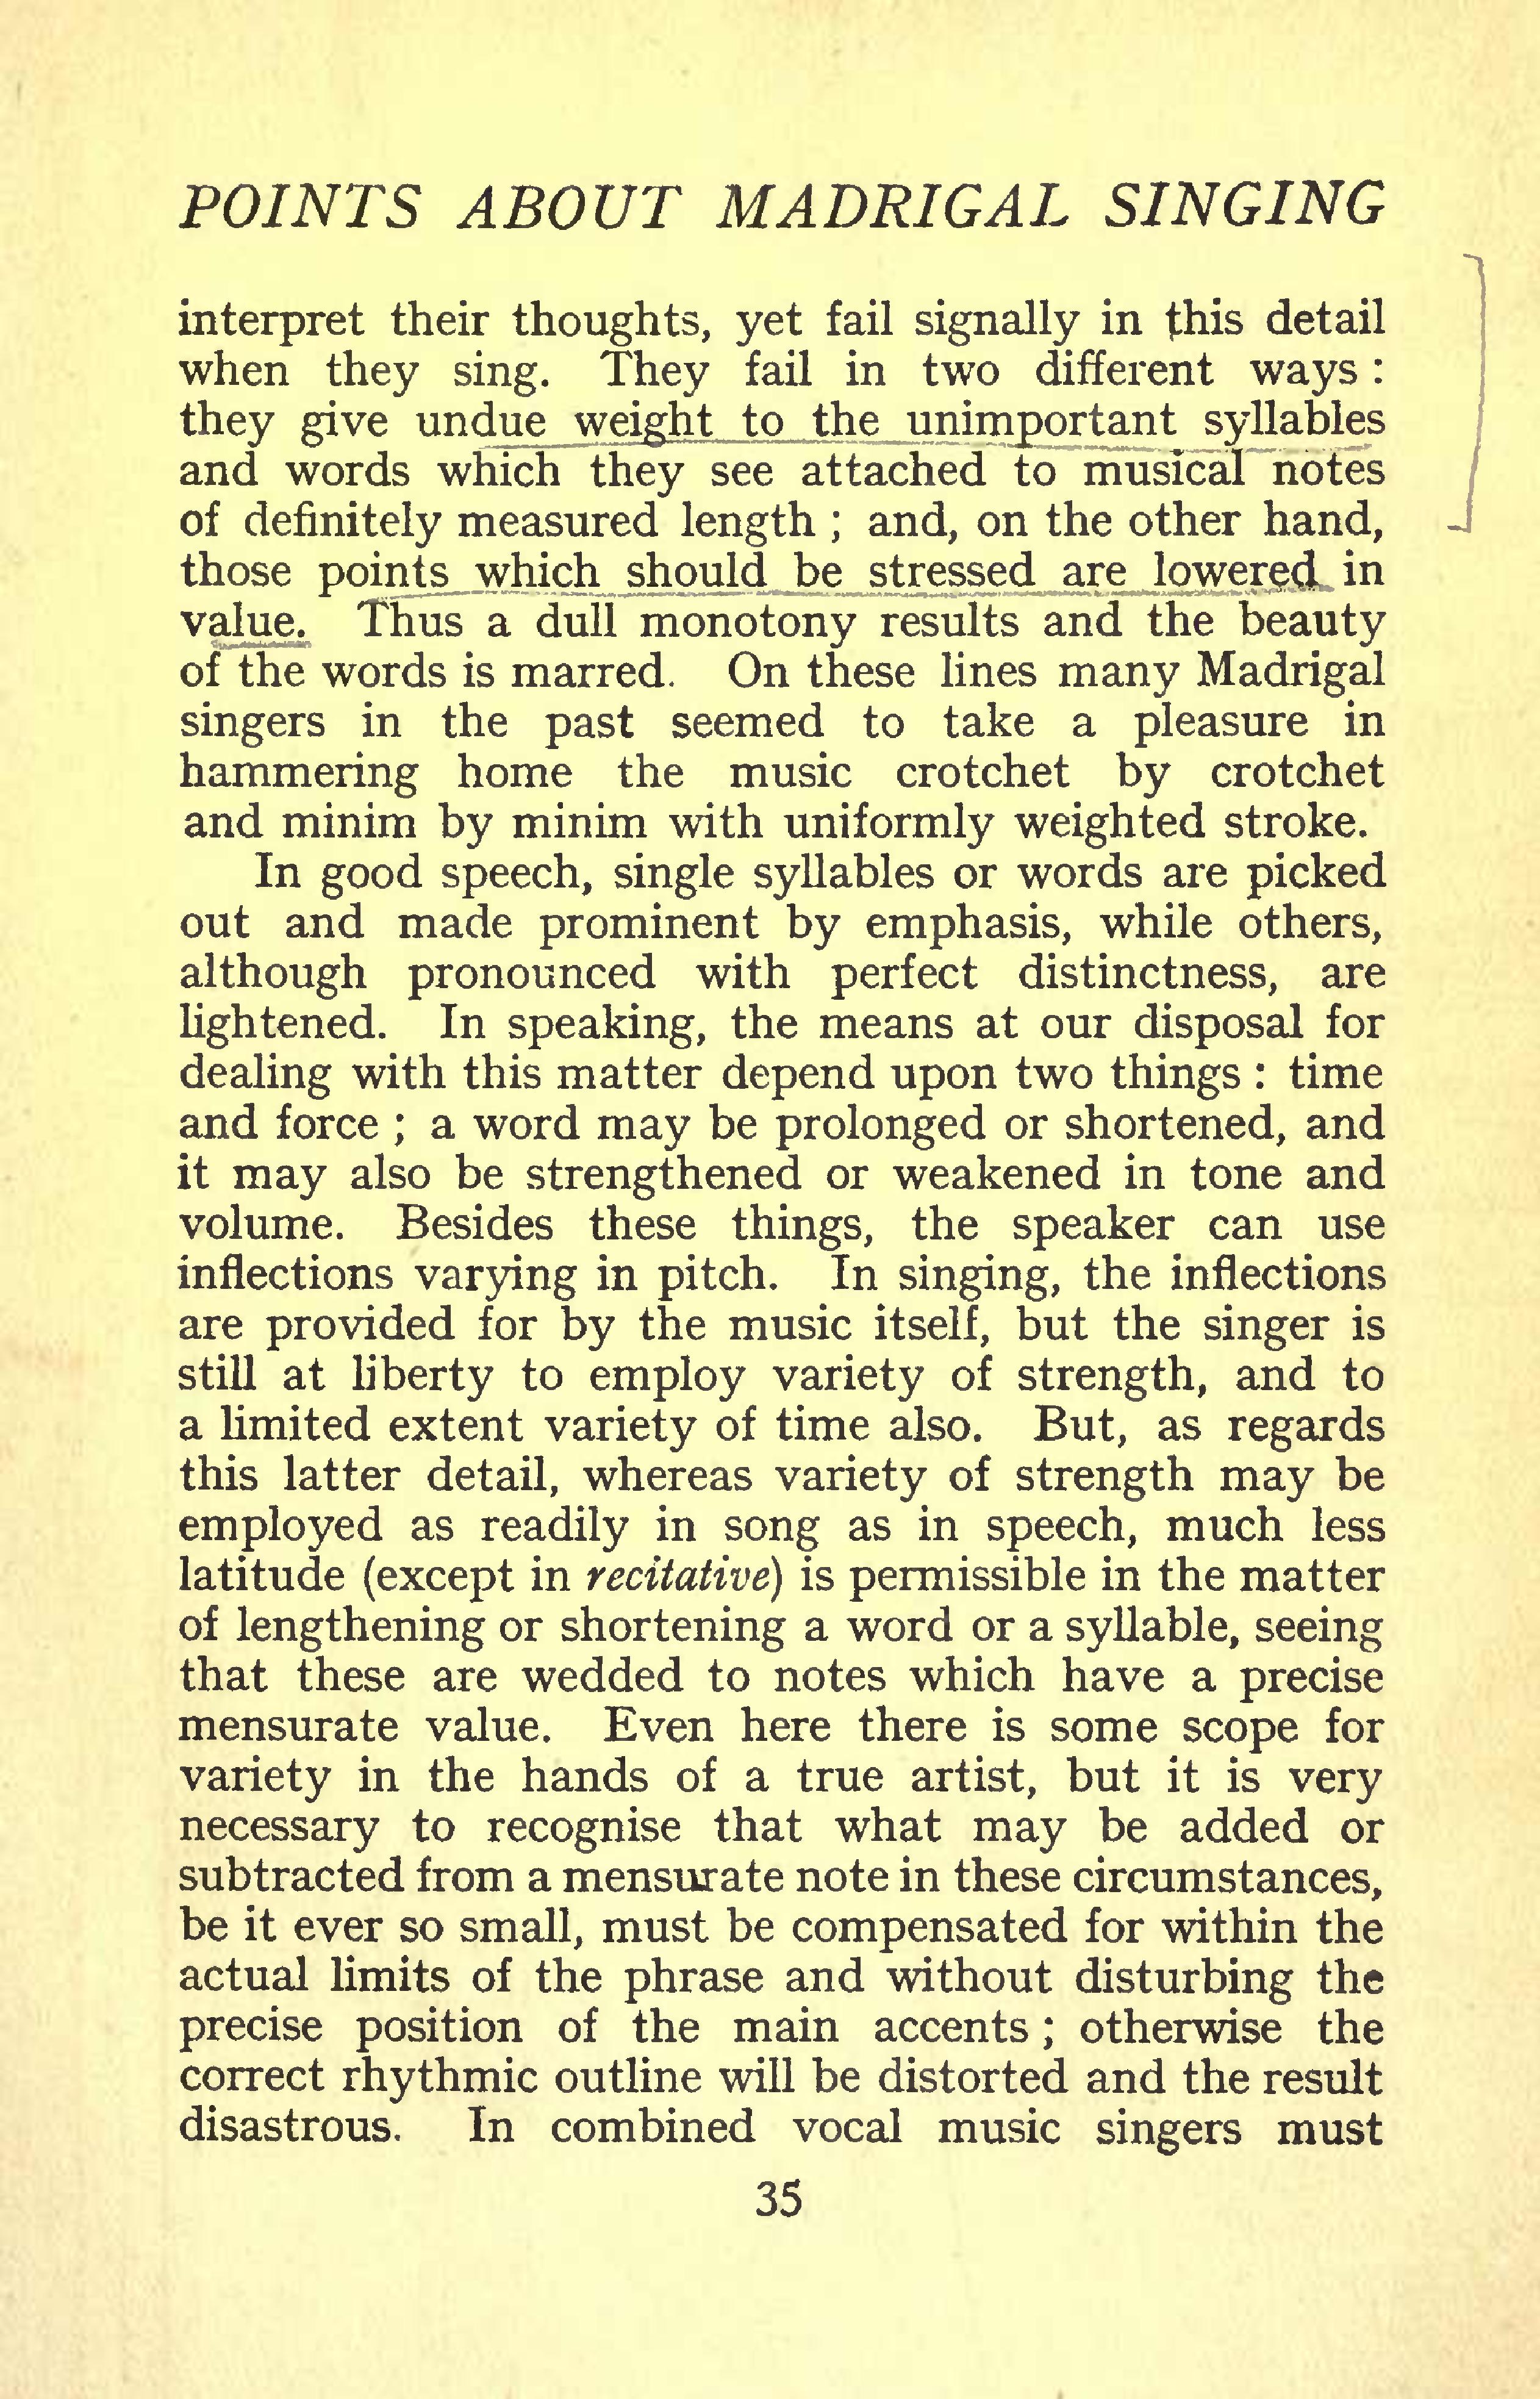 POINTS ABOUT MADRIGAL SINGING
interpret their thoughts, yet fail signally in this detail
when they sing. They fail in two different ways :
they give undue weight to the unimportant syllables
and words which they see attached to musical notes
of definitely measured length ; and, on the other hand,
those points which should be stressed are lowered in
value. Thus a dull monotony results and the beauty
of the words is marred. On these lines many Madrigal
singers in the past seemed to take a pleasure in
hammering home the music crotchet by crotchet
and minim by minim with uniformly weighted stroke.
In good speech, single syllables or words are picked
out and made prominent by emphasis, while others,
although pronounced with perfect distinctness, are
lightened. In speaking, the means at our disposal for
dealing with this matter depend upon two things : time
and force ; a word may be prolonged or shortened, and
it may also be strengthened or weakened in tone and
volume. Besides these things, the speaker can use
inflections varying in pitch. In singing, the inflections
are provided for by the music itself, but the singer is
still at liberty to employ variety of strength, and to
a limited extent variety of time also. But, as regards
this latter detail, whereas variety of strength may be
employed as readily in song as in speech, much less
latitude (except in recitative) is permissible in the matter
of lengthening or shortening a word or a syllable, seeing
that these are wedded to notes which have a precise
mensurate value. Even here there is some scope for
variety in the hands of a true artist, but it is very
necessary to recognise that what may be added or
subtracted from a mensurate note in these circumstances,
be it ever so small, must be compensated for within the
actual limits of the phrase and without disturbing the
precise position of the main accents ; otherwise the
correct rhythmic outline will be distorted and the result
disastrous. In combined vocal music singers must
35